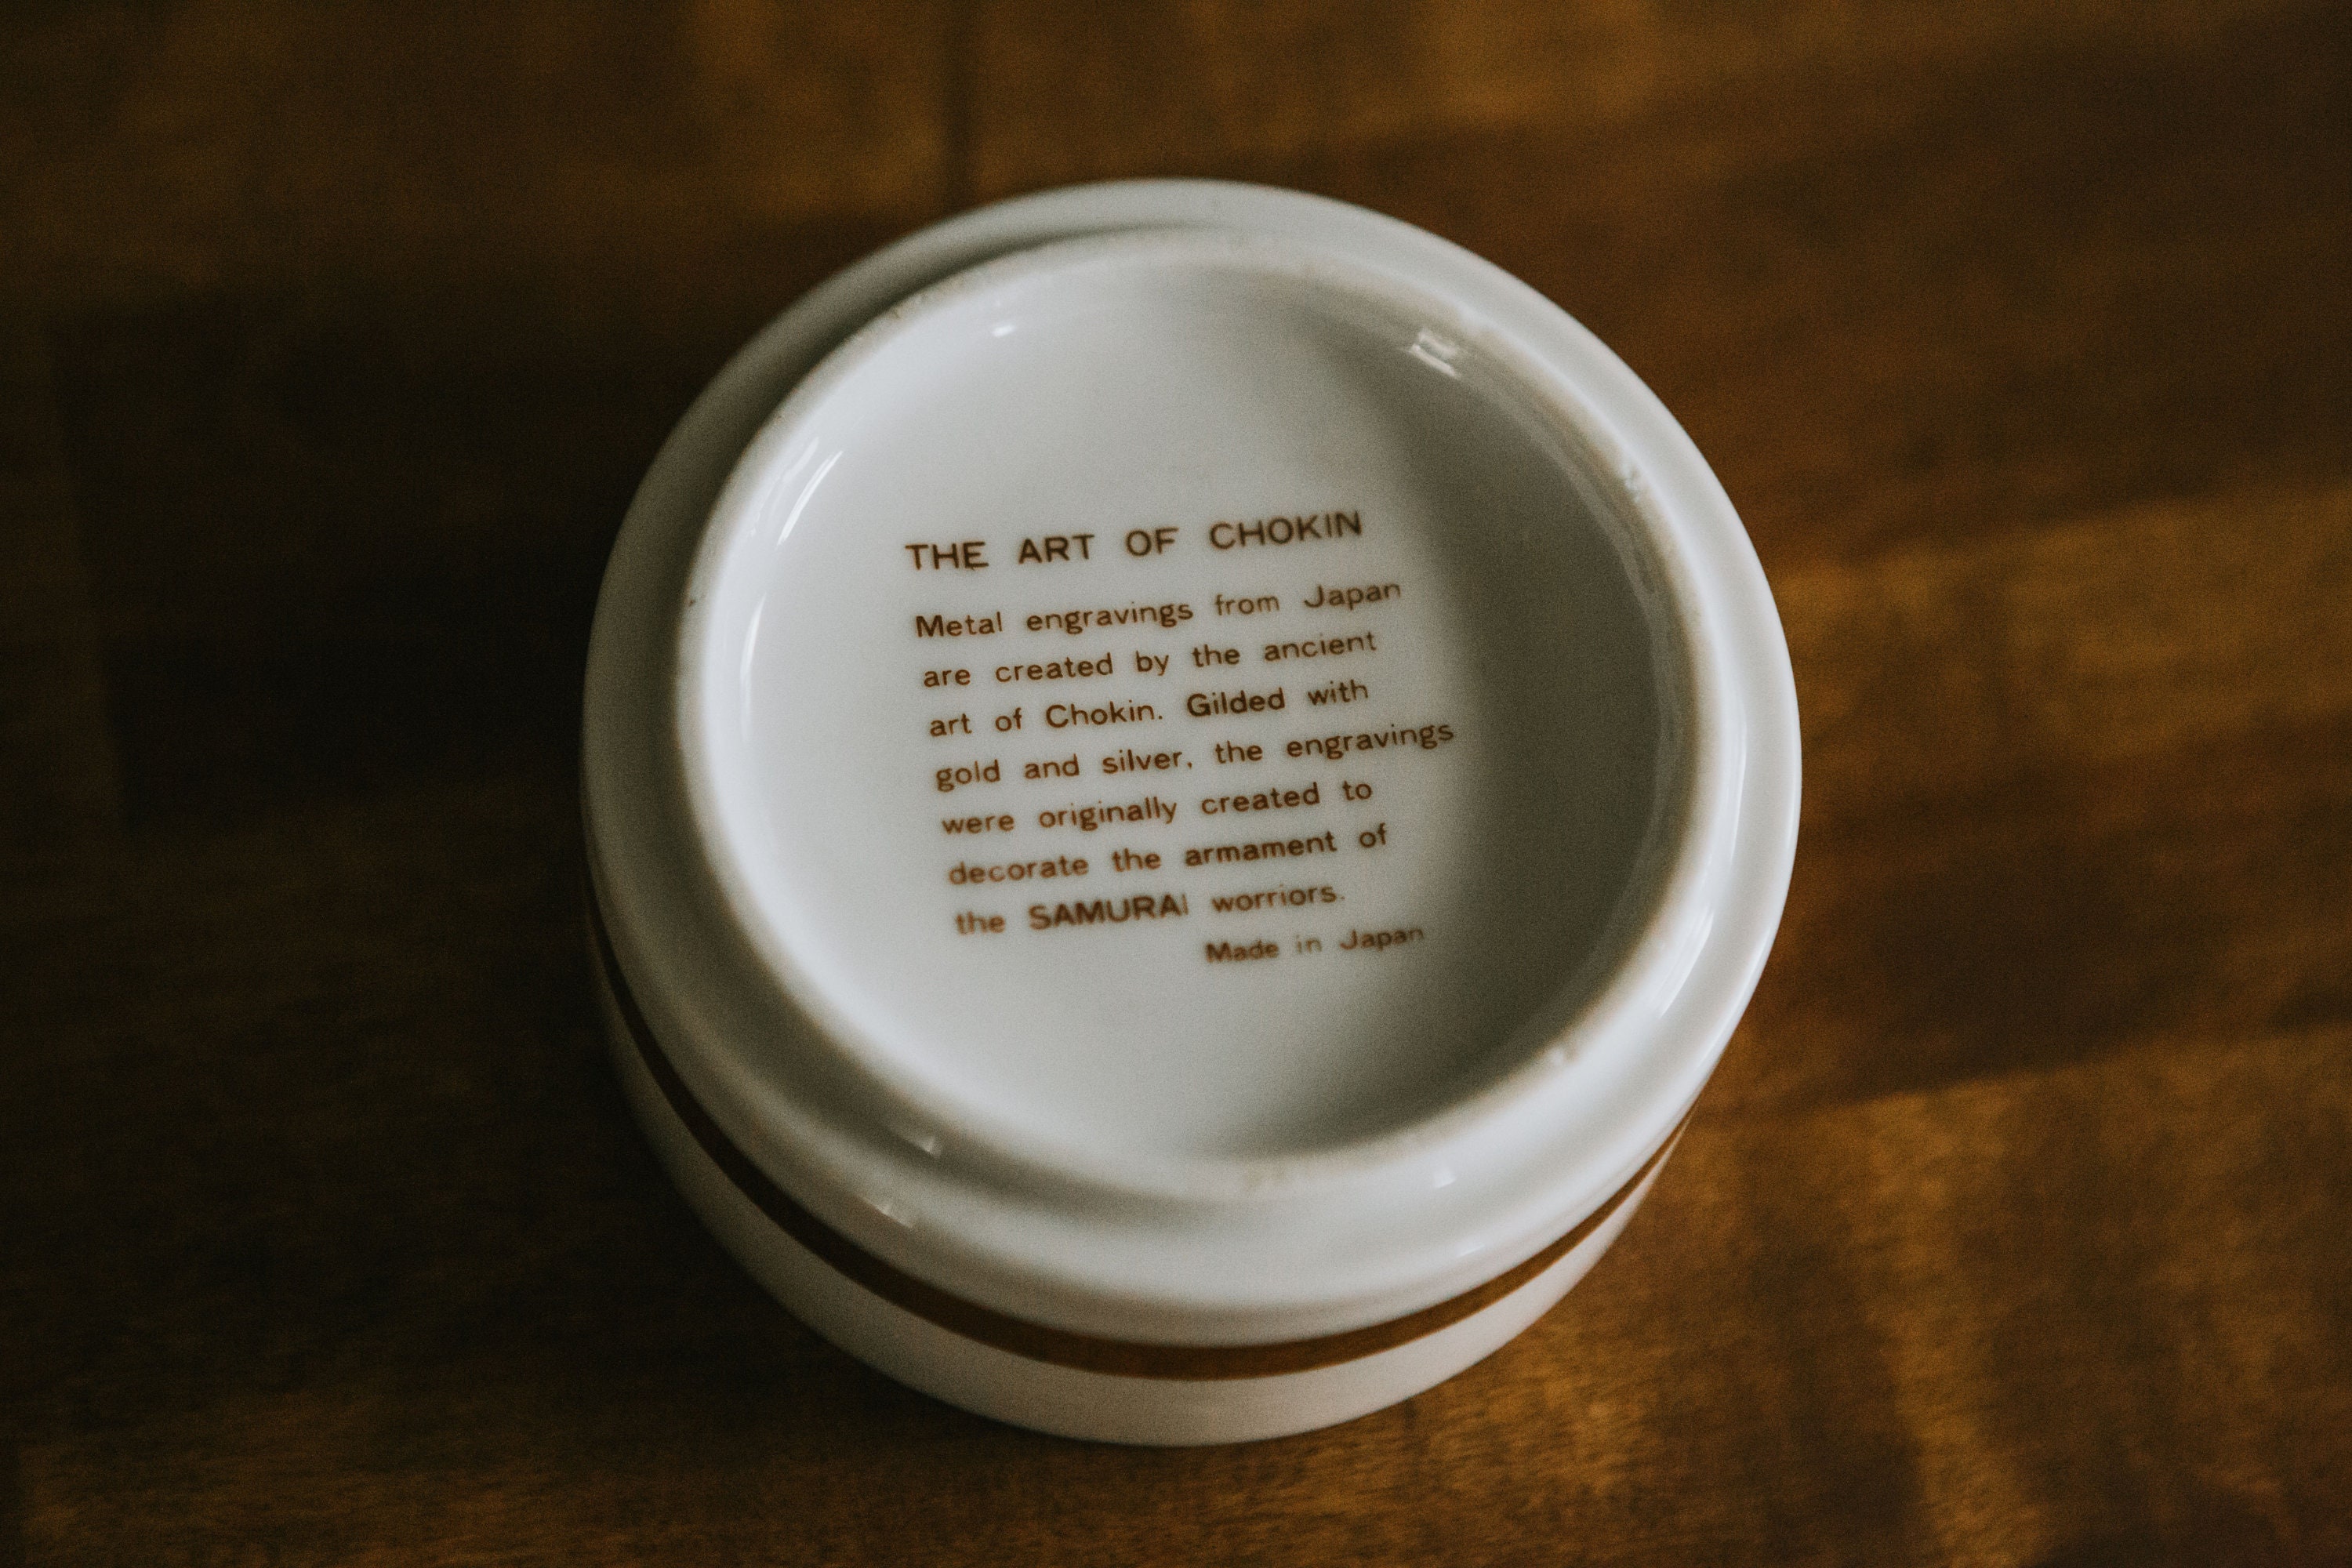 THE ART OF CHOKIN
Metal engravings from Japan
are created by the ancient
art of Chokin. Gilded with
gold and silver, the engravings
were originally created to
decorate the armament of
the SAMURAI worriors.
Made in Japan